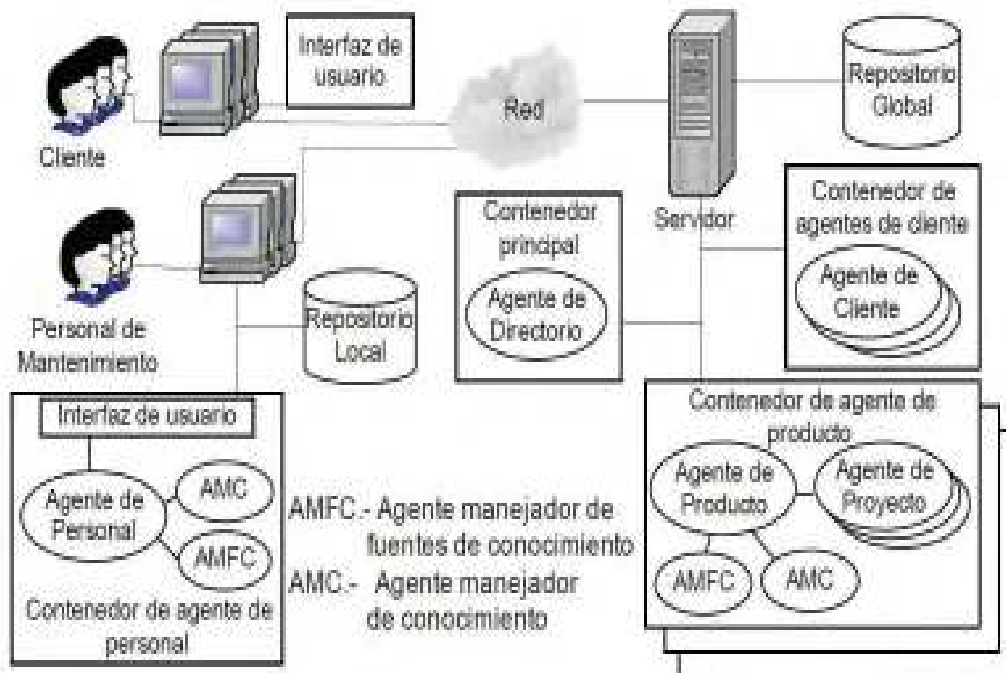 Interfaz de
usuario
Cliente
Red
Repositorio
Global
Servidor
Contenedor
principal
Agente de
Directorio
Contenedor de
agentes de cliente
Agente de
Cliente
Personal de
Mantenimiento
Repositorio
Local
Interfaz de usuario
Agente de
Personal
AMC
AMFC
Contenedor de agente de
personal
AMFC.- Agente manejador de
fuentes de conocimiento
AMC.- Agente manejador
de conocimiento
Contenedor de agente de
producto
Agente de
Producto
Agente de
Proyecto
AMFC
AMC